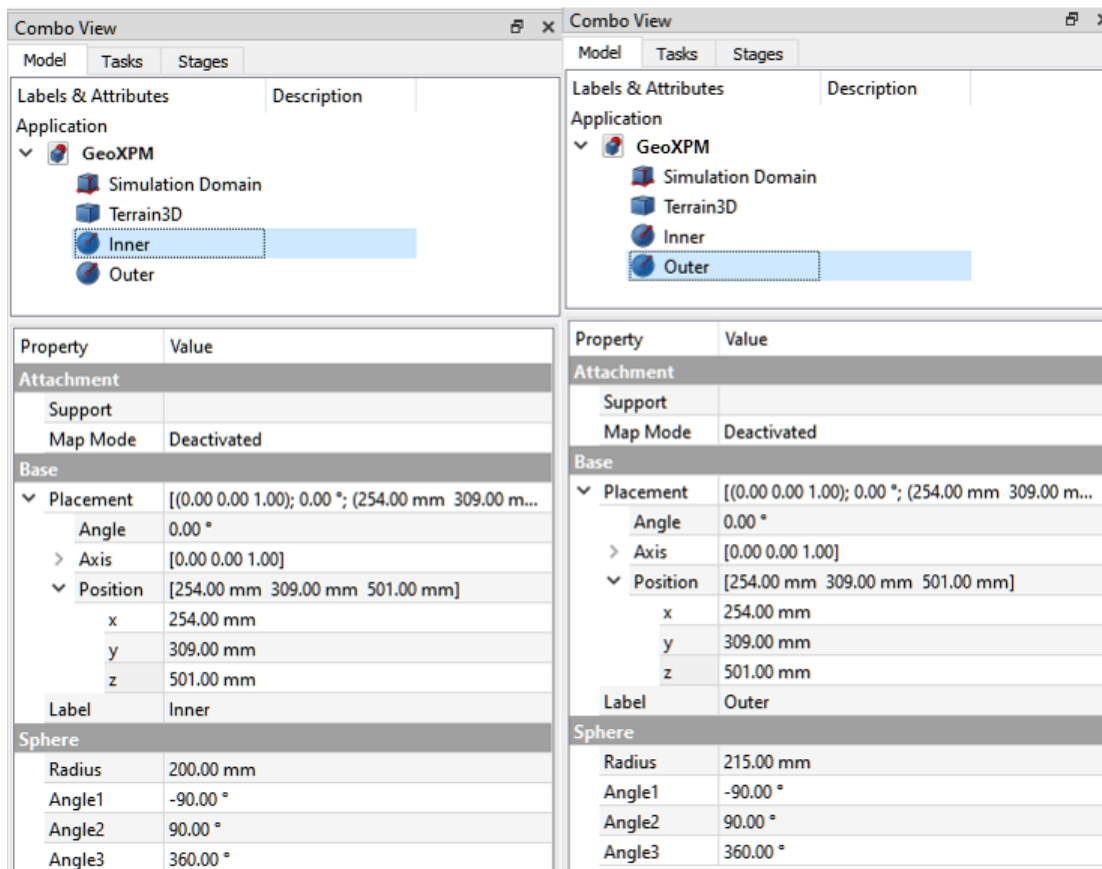 Combo View
Model Tasks Stages
Labels & Attributes Description
Application
GeoXPM
Simulation Domain
Terrain3D
Inner
Outer
Property Value
Attachment
Support
Map Mode Deactivated
Base
Placement [(0.00 0.00 1.00); 0.00 °; (254.00 mm 309.00 m...
Angle 0.00 °
Axis [0.00 0.00 1.00]
Position [254.00 mm 309.00 mm 501.00 mm]
x 254.00 mm
y 309.00 mm
z 501.00 mm
Label Inner
Sphere
Radius 200.00 mm
Angle1 -90.00 °
Angle2 90.00 °
Angle3 360.00 °
Combo View
Model Tasks Stages
Labels & Attributes Description
Application
GeoXPM
Simulation Domain
Terrain3D
Inner
Outer
Property Value
Attachment
Support
Map Mode Deactivated
Base
Placement [(0.00 0.00 1.00); 0.00 °; (254.00 mm 309.00 m...
Angle 0.00 °
Axis [0.00 0.00 1.00]
Position [254.00 mm 309.00 mm 501.00 mm]
x 254.00 mm
y 309.00 mm
z 501.00 mm
Label Outer
Sphere
Radius 215.00 mm
Angle1 -90.00 °
Angle2 90.00 °
Angle3 360.00 °